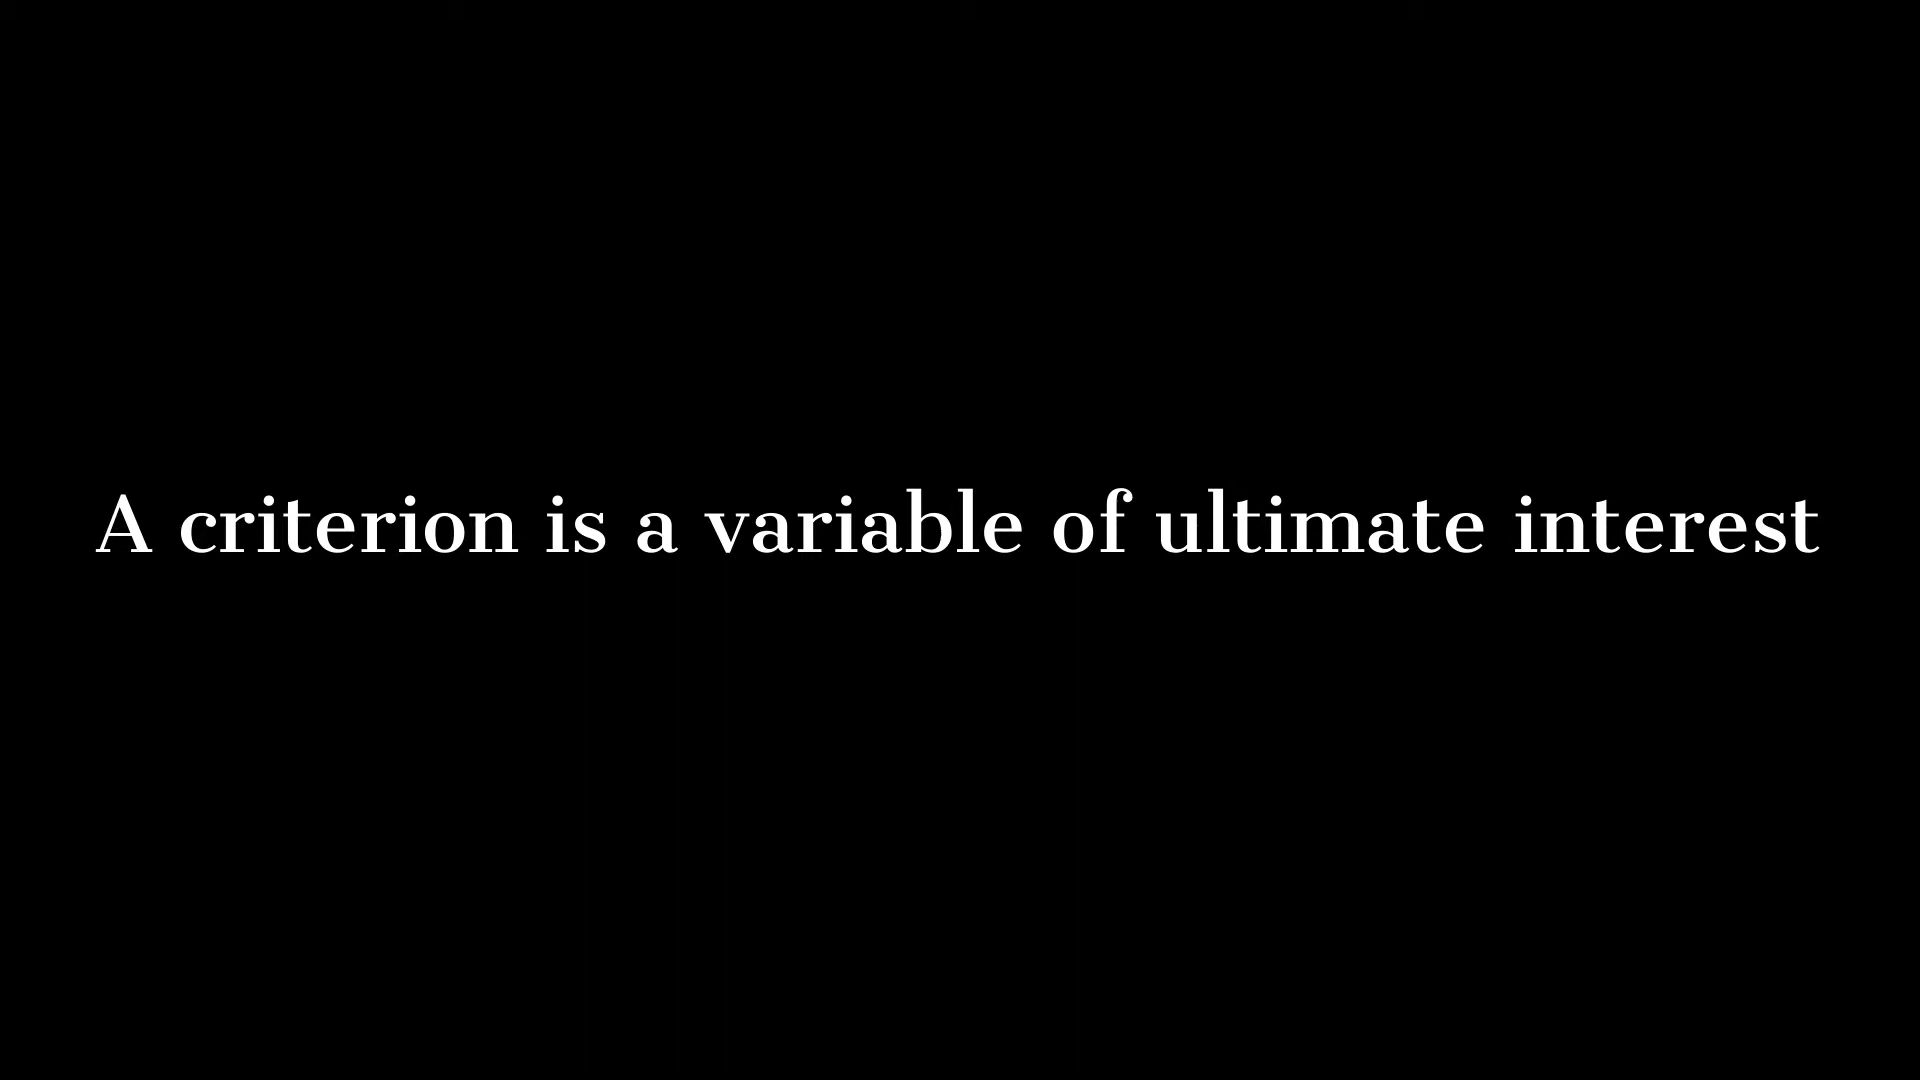 A criterion is a variable of ultimate interest